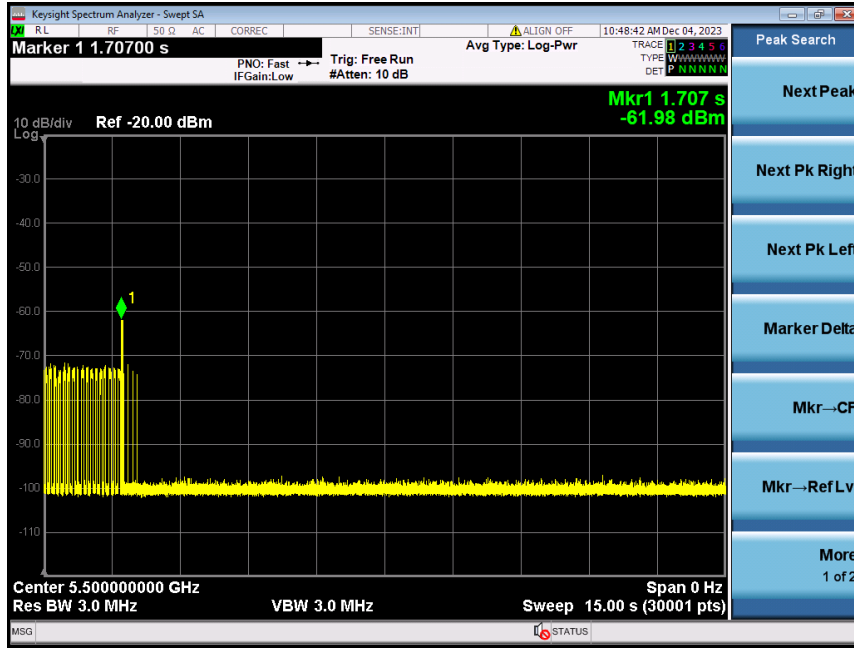 Keysight Spectrum Analyzer - Swept SA
LXI RL RF 50 Ω AC CORREC SENSE:INT ALIGN OFF 10:48:42 AM Dec 04, 2023
Marker 1 1.70700 s
PNO: Fast
IFGain:Low
Trig: Free Run
#Atten: 10 dB
Avg Type: Log-Pwr
TRACE 1 2 3 4 5 6
TYPE WWWWWW
DET P N N N N N
Mkr1 1.707 s
-61.98 dBm
10 dB/div Ref -20.00 dBm
Log
-30.0
-40.0
-50.0
-60.0
-70.0
-80.0
-90.0
-100
-110
1
Center 5.500000000 GHz Span 0 Hz
Res BW 3.0 MHz VBW 3.0 MHz Sweep 15.00 s (30001 pts)
MSG STATUS
Peak Search
Next Peak
Next Pk Right
Next Pk Left
Marker Delta
Mkr→CF
Mkr→Ref Lv
More
1 of 2